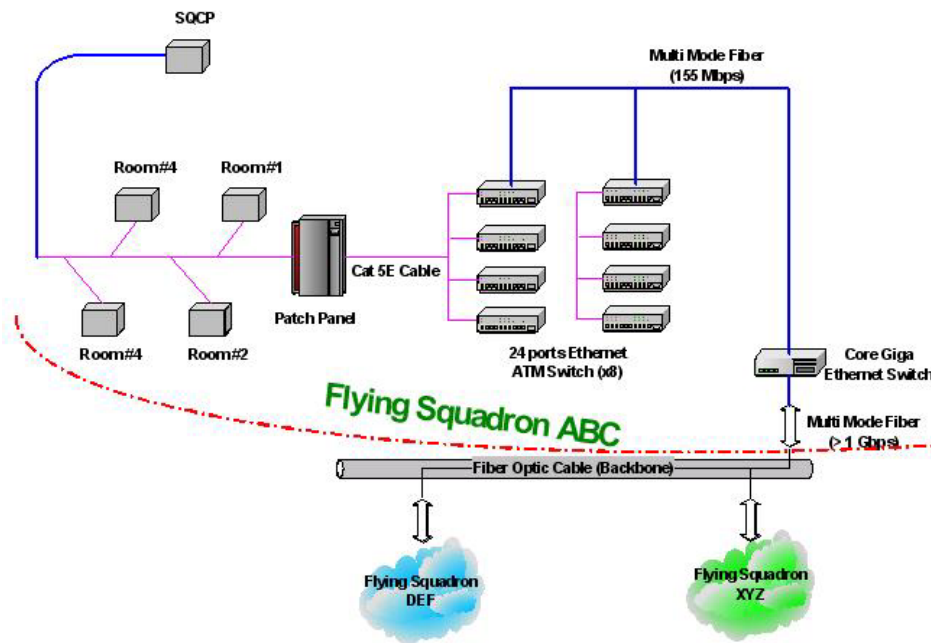 SQCP
Multi Mode Fiber
(155 Mbps)
Room#4
Room#1
Cat 5E Cable
Patch Panel
Room#4
Room#2
24 ports Ethernet
ATM Switch (x8)
Core Giga
Ethernet Switch
Flying Squadron ABC
Multi Mode Fiber
(> 1 Gbps)
Fiber Optic Cable (Backbone)
Flying Squadron
DEF
Flying Squadron
XYZ